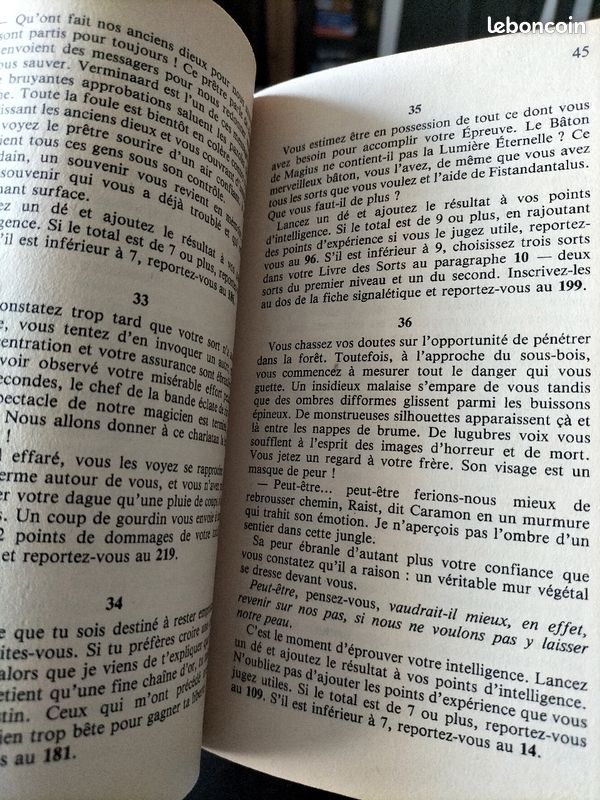 — Qu'ont fait nos anciens dieux pour nous
sont partis pour toujours ! Ce prêtre parle
envoient des messagers pour nous
ous sauver. Verminaard est l'un de ces
bruyantes approbations saluent les paroles
ne. Toute la foule est bientôt en colère
issant les anciens dieux et vous couvrant
voyez le prêtre sourire d'un air confiant
ient tous ces gens sous son contrôle.
dain, un souvenir vous revient en mémoire
souvenir qui vous a déjà troublé et qui
nant surface.
ez un dé et ajoutez le résultat à vos
igence. Si le total est de 7 ou plus, reportez
s'il est inférieur à 7, reportez-vous au
33
onstatez trop tard que votre sort n'a
e, vous tentez d'en invoquer un autre
entration et votre assurance sont ébranlées
voir observé votre misérable effort
secondes, le chef de la bande éclate de rire
pectacle de notre magicien est terminé
Nous allons donner à ce charlatan
!
effaré, vous les voyez se rapprocher
erme autour de vous, et vous n'avez
er votre dague qu'une pluie de coups
s. Un coup de gourdin vous envoie
2 points de dommages de votre
et reportez-vous au 219.
34
e que tu sois destiné à rester
ites-vous. Si tu préfères croire
alors que je viens de t'expliquer
etient qu'une fine chaîne d'or,
stin. Ceux qui m'ont précédé
ien trop bête pour gagner ta liberté
au 181.
leboncoin
45
35
Vous estimez être en possession de tout ce dont vous
avez besoin pour accomplir votre Épreuve. Le Bâton
de Magius ne contient-il pas la Lumière Éternelle ? Ce
merveilleux bâton, vous l'avez, de même que vous avez
tous les sorts que vous voulez et l'aide de Fistandantalus.
Que vous faut-il de plus ?
Lancez un dé et ajoutez le résultat à vos points
d'intelligence. Si le total est de 9 ou plus, en rajoutant
des points d'expérience si vous le jugez utile, reportez-
vous au 96. S'il est inférieur à 9, choisissez trois sorts
dans votre Livre des Sorts au paragraphe 10 — deux
sorts du premier niveau et un du second. Inscrivez-les
au dos de la fiche signalétique et reportez-vous au 199.
36
Vous chassez vos doutes sur l'opportunité de pénétrer
dans la forêt. Toutefois, à l'approche du sous-bois,
vous commencez à mesurer tout le danger qui vous
guette. Un insidieux malaise s'empare de vous tandis
que des ombres difformes glissent parmi les buissons
épineux. De monstrueuses silhouettes apparaissent çà et
là entre les nappes de brume. De lugubres voix vous
soufflent à l'esprit des images d'horreur et de mort.
Vous jetez un regard à votre frère. Son visage est un
masque de peur !
— Peut-être... peut-être ferions-nous mieux de
rebrousser chemin, Raist, dit Caramon en un murmure
qui trahit son émotion. Je n'aperçois pas l'ombre d'un
sentier dans cette jungle.
Sa peur ébranle d'autant plus votre confiance que
vous constatez qu'il a raison : un véritable mur végétal
se dresse devant vous.
Peut-être, pensez-vous, vaudrait-il mieux, en effet,
revenir sur nos pas, si nous ne voulons pas y laisser
notre peau.
C'est le moment d'éprouver votre intelligence. Lancez
un dé et ajoutez le résultat à vos points d'intelligence.
N'oubliez pas d'ajouter les points d'expérience que vous
jugez utiles. Si le total est de 7 ou plus, reportez-vous
au 109. S'il est inférieur à 7, reportez-vous au 14.